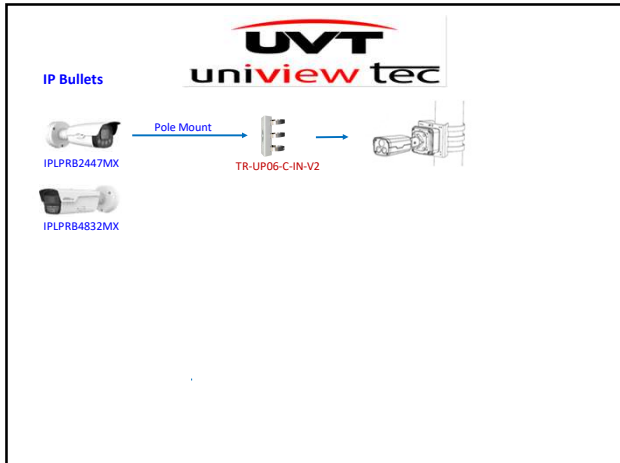 UVT
uniview tec
IP Bullets
Pole Mount
IPLPRB2447MX
TR-UP06-C-IN-V2
IPLPRB4832MX